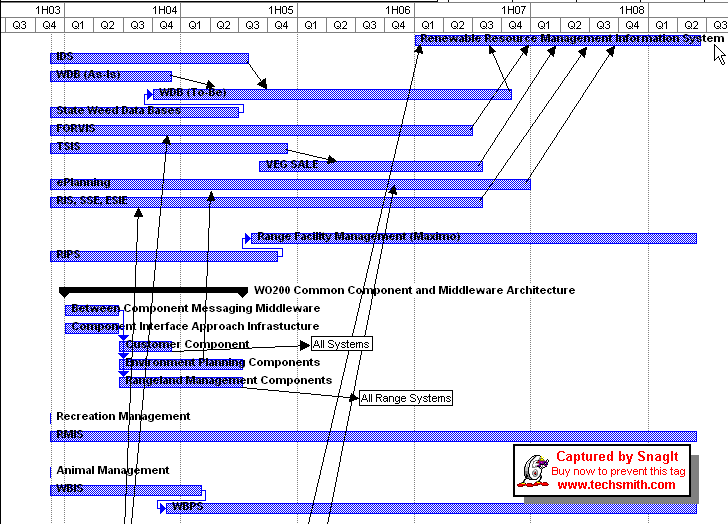 1H03 1H04 1H05 1H06 1H07 1H08
Q3 Q4 Q1 Q2 Q3 Q4 Q1 Q2 Q3 Q4 Q1 Q2 Q3 Q4 Q1 Q2 Q3 Q4 Q1 Q2 Q3 Q4 Q1 Q2 Q3
Renewable Resource Management Information System
IDS
WDB (As-Is)
WDB (To-Be)
State Weed Data Bases
FORVIS
TSIS
VEG SALE
ePlanning
RIS, SSE, ESIE
Range Facility Management (Maximo)
RIPS
WO200 Common Component and Middleware Architecture
Between Component Messaging Middleware
Component Interface Approach Infrastucture
Customer Component
All Systems
Environment Planning Components
Rangeland Management Components
All Range Systems
Recreation Management
RMIS
Captured by SnagIt
Buy now to prevent this tag
www.techsmith.com
Animal Management
WBIS
WBPS